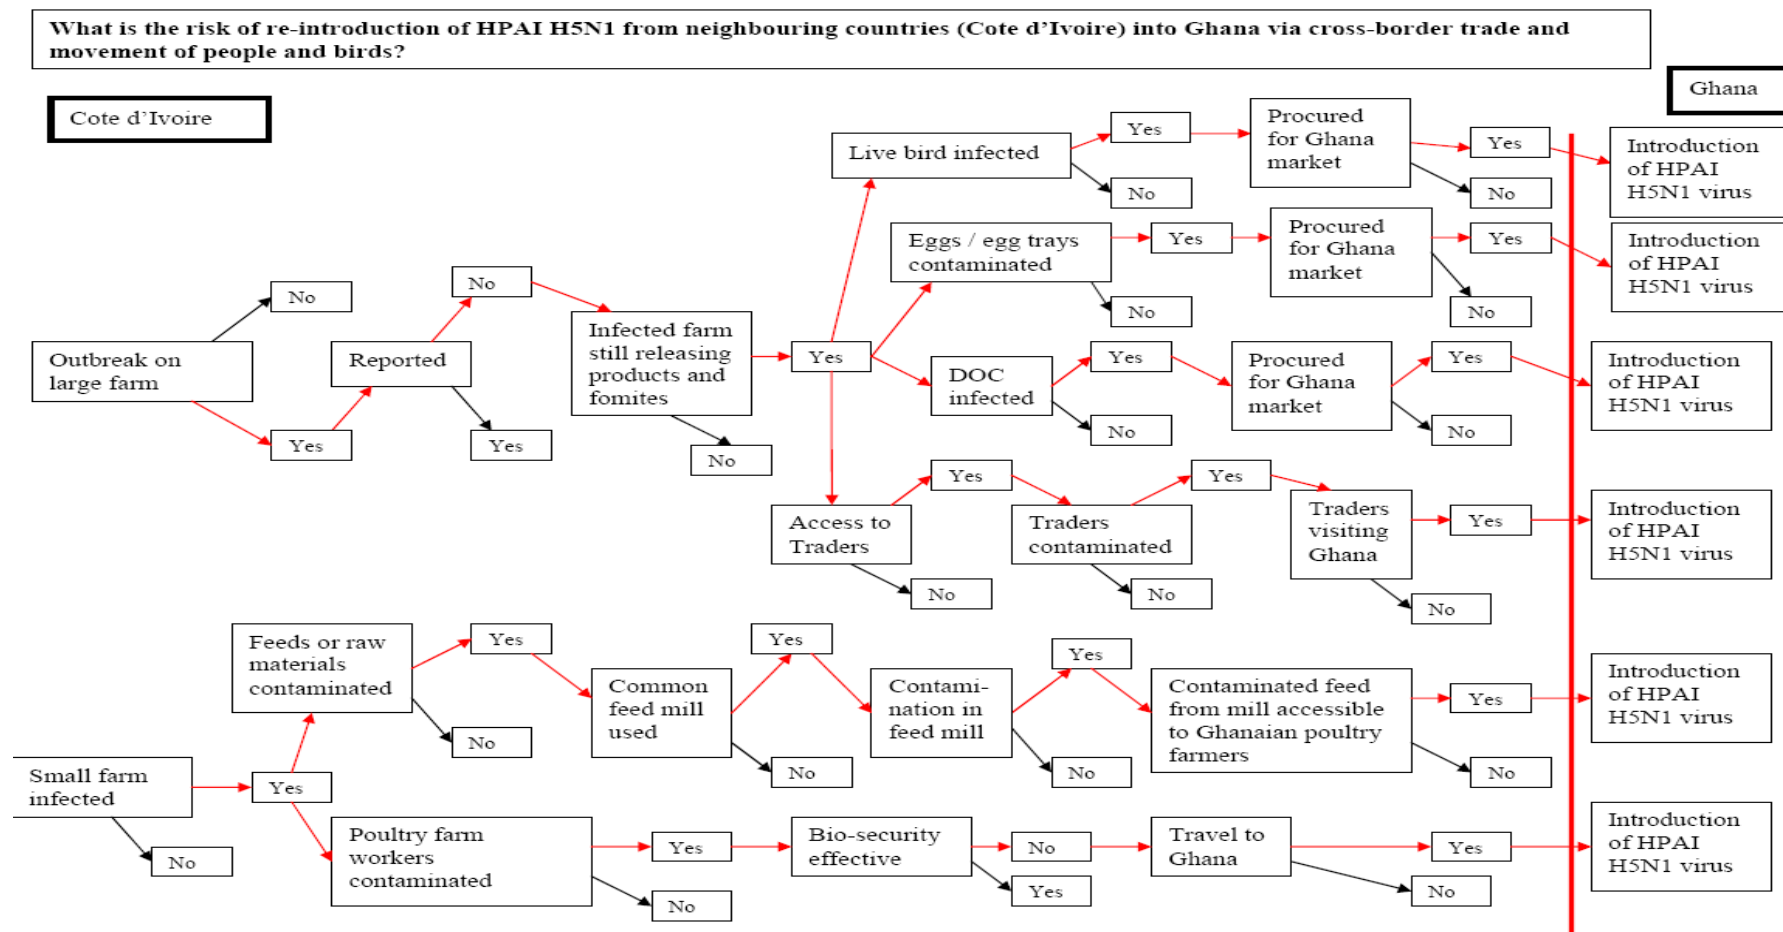 What is the risk of re-introduction of HPAI H5N1 from neighbouring countries (Cote d'Ivoire) into Ghana via cross-border trade and
movement of people and birds?
Cote d'Ivoire
Ghana
Live bird infected
Yes
No
Procured
for Ghana
market
Yes
No
Introduction
of HPAI
H5N1 virus
Eggs / egg trays
contaminated
Yes
No
Procured
for Ghana
market
Yes
No
Introduction
of HPAI
H5N1 virus
Outbreak on
large farm
No
Yes
Reported
No
Yes
Infected farm
still releasing
products and
fomites
Yes
No
DOC
infected
Yes
No
Procured
for Ghana
market
Yes
No
Introduction
of HPAI
H5N1 virus
Access to
Traders
Yes
No
Traders
contaminated
Yes
No
Traders
visiting
Ghana
Yes
No
Introduction
of HPAI
H5N1 virus
Small farm
infected
Yes
No
Feeds or raw
materials
contaminated
Yes
No
Common
feed mill
used
Yes
No
Contami-
nation in
feed mill
Yes
No
Contaminated feed
from mill accessible
to Ghanaian poultry
farmers
Yes
No
Introduction
of HPAI
H5N1 virus
Poultry farm
workers
contaminated
Yes
No
Bio-security
effective
No
Yes
Travel to
Ghana
Yes
No
Introduction
of HPAI
H5N1 virus